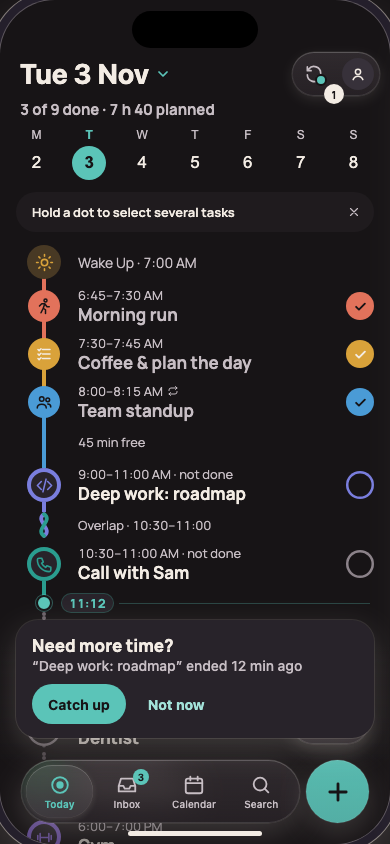 Tue 3 Nov
1
3 of 9 done · 7 h 40 planned
M T W T F S S
2 3 4 5 6 7 8
Hold a dot to select several tasks
Wake Up · 7:00 AM
6:45–7:30 AM
Morning run
7:30–7:45 AM
Coffee & plan the day
8:00–8:15 AM
Team standup
45 min free
9:00–11:00 AM · not done
Deep work: roadmap
Overlap · 10:30–11:00
10:30–11:00 AM · not done
Call with Sam
11:12
Need more time?
“Deep work: roadmap” ended 12 min ago
Catch up Not now
Dentist
3
Today Inbox Calendar Search
6:00–7:00 PM
Gym